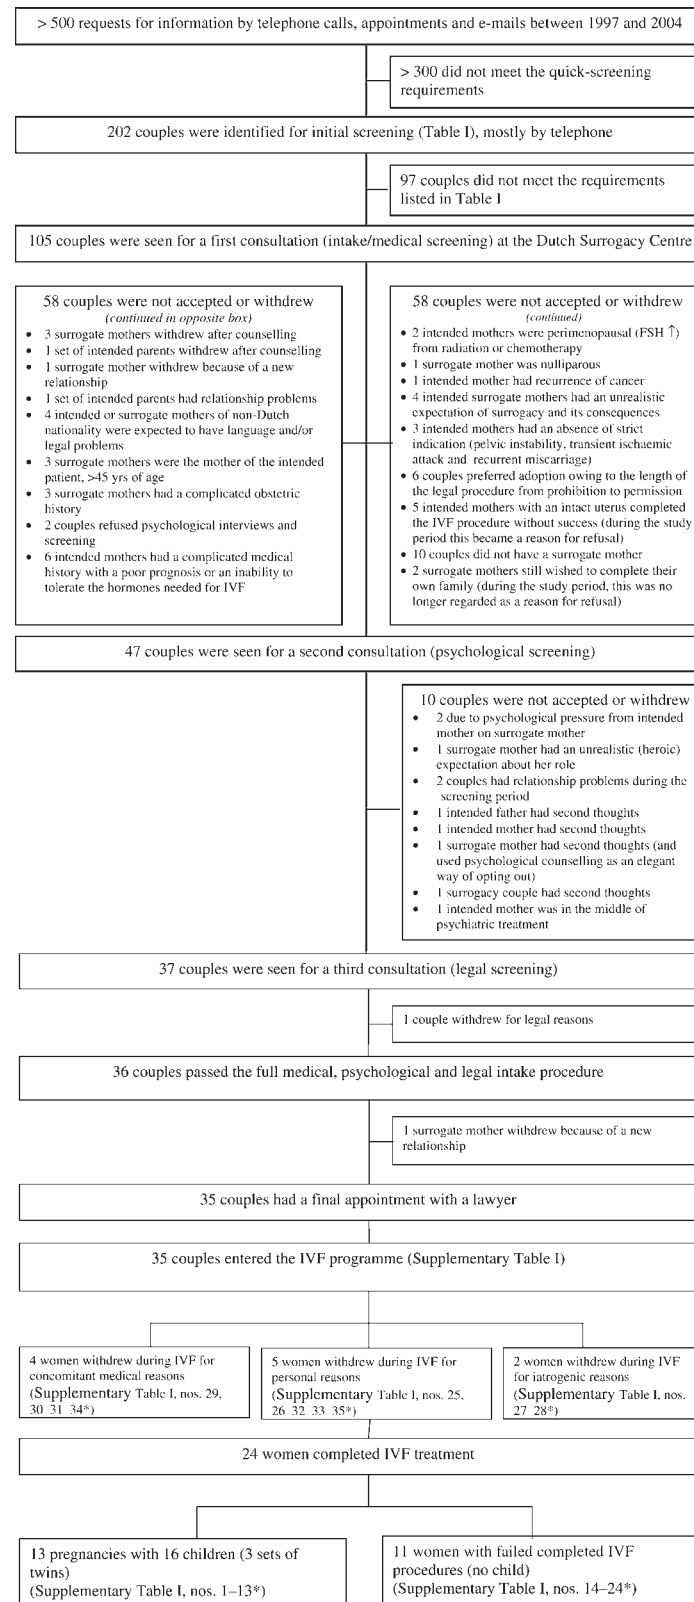 > 500 requests for information by telephone calls, appointments and e-mails between 1997 and 2004
> 300 did not meet the quick-screening
requirements
202 couples were identified for initial screening (Table I), mostly by telephone
97 couples did not meet the requirements
listed in Table I
105 couples were seen for a first consultation (intake/medical screening) at the Dutch Surrogacy Centre
58 couples were not accepted or withdrew
(continued in opposite box)
• 3 surrogate mothers withdrew after counselling
• 1 set of intended parents withdrew after counselling
• 1 surrogate mother withdrew because of a new
relationship
• 1 set of intended parents had relationship problems
• 4 intended or surrogate mothers of non-Dutch
nationality were expected to have language and/or
legal problems
• 3 surrogate mothers were the mother of the intended
patient, >45 yrs of age
• 3 surrogate mothers had a complicated obstetric
history
• 2 couples refused psychological interviews and
screening
• 6 intended mothers had a complicated medical
history with a poor prognosis or an inability to
tolerate the hormones needed for IVF
58 couples were not accepted or withdrew
(continued)
• 2 intended mothers were perimenopausal (FSH ↑)
from radiation or chemotherapy
• 1 surrogate mother was nulliparous
• 1 intended mother had recurrence of cancer
• 4 intended surrogate mothers had an unrealistic
expectation of surrogacy and its consequences
• 3 intended mothers had an absence of strict
indication (pelvic instability, transient ischaemic
attack and recurrent miscarriage)
• 6 couples preferred adoption owing to the length of
the legal procedure from prohibition to permission
• 5 intended mothers with an intact uterus completed
the IVF procedure without success (during the study
period this became a reason for refusal)
• 10 couples did not have a surrogate mother
• 2 surrogate mothers still wished to complete their
own family (during the study period, this was no
longer regarded as a reason for refusal)
47 couples were seen for a second consultation (psychological screening)
10 couples were not accepted or withdrew
• 2 due to psychological pressure from intended
mother on surrogate mother
• 1 surrogate mother had an unrealistic (heroic)
expectation about her role
• 2 couples had relationship problems during the
screening period
• 1 intended father had second thoughts
• 1 intended mother had second thoughts
• 1 surrogate mother had second thoughts (and
used psychological counselling as an elegant
way of opting out)
• 1 surrogacy couple had second thoughts
• 1 intended mother was in the middle of
psychiatric treatment
37 couples were seen for a third consultation (legal screening)
1 couple withdrew for legal reasons
36 couples passed the full medical, psychological and legal intake procedure
1 surrogate mother withdrew because of a new
relationship
35 couples had a final appointment with a lawyer
35 couples entered the IVF programme (Supplementary Table I)
4 women withdrew during IVF for
concomitant medical reasons
(Supplementary Table I, nos. 29,
30 31 34*)
5 women withdrew during IVF for
personal reasons
(Supplementary Table I, nos. 25,
26 32 33 35*)
2 women withdrew during IVF
for iatrogenic reasons
(Supplementary Table I, nos.
27 28*)
24 women completed IVF treatment
13 pregnancies with 16 children (3 sets of
twins)
(Supplementary Table I, nos. 1–13*)
11 women with failed completed IVF
procedures (no child)
(Supplementary Table I, nos. 14–24*)